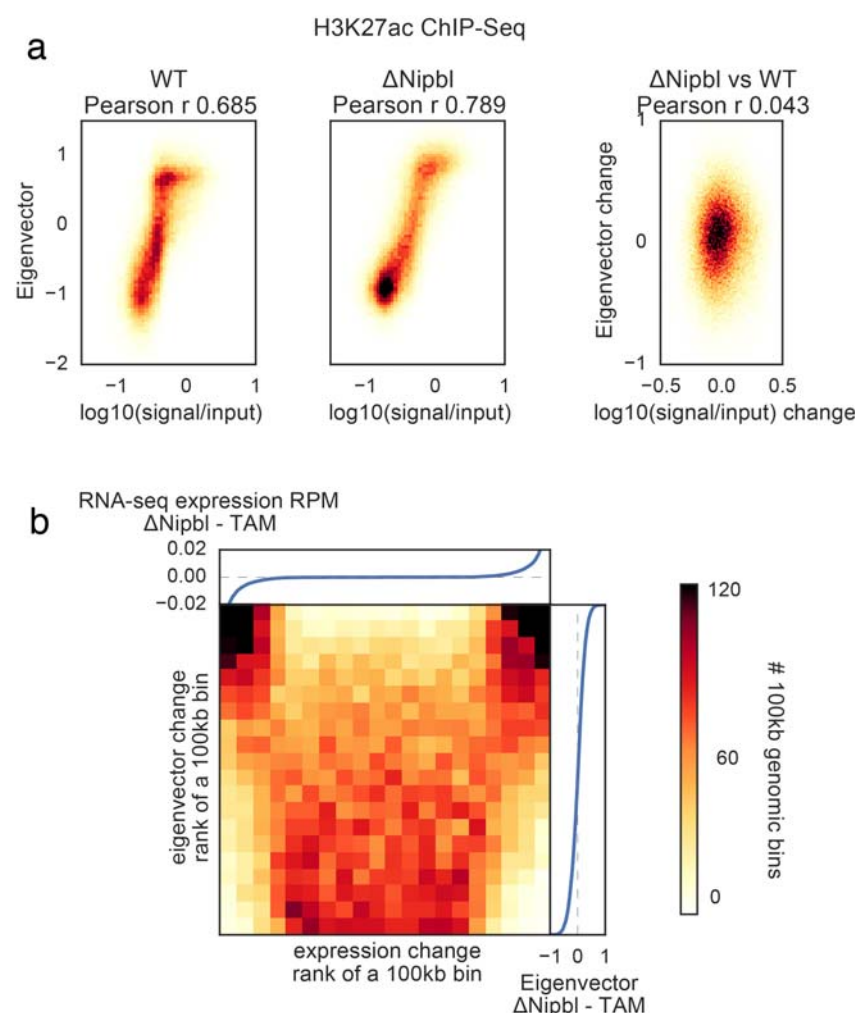 H3K27ac ChIP-Seq
a
WT
Pearson r 0.685
ΔNipbl
Pearson r 0.789
ΔNipbl vs WT
Pearson r 0.043
Eigenvector
1
0
−1
−2
−1
0
1
log10(signal/input)
−1
0
1
log10(signal/input)
Eigenvector change
1
0
−1
−0.5
0.0
0.5
log10(signal/input) change
b
RNA-seq expression RPM
ΔNipbl - TAM
0.02
0.00
−0.02
eigenvector change
rank of a 100kb bin
expression change
rank of a 100kb bin
−1 0 1
Eigenvector
ΔNipbl - TAM
120
60
0
# 100kb genomic bins